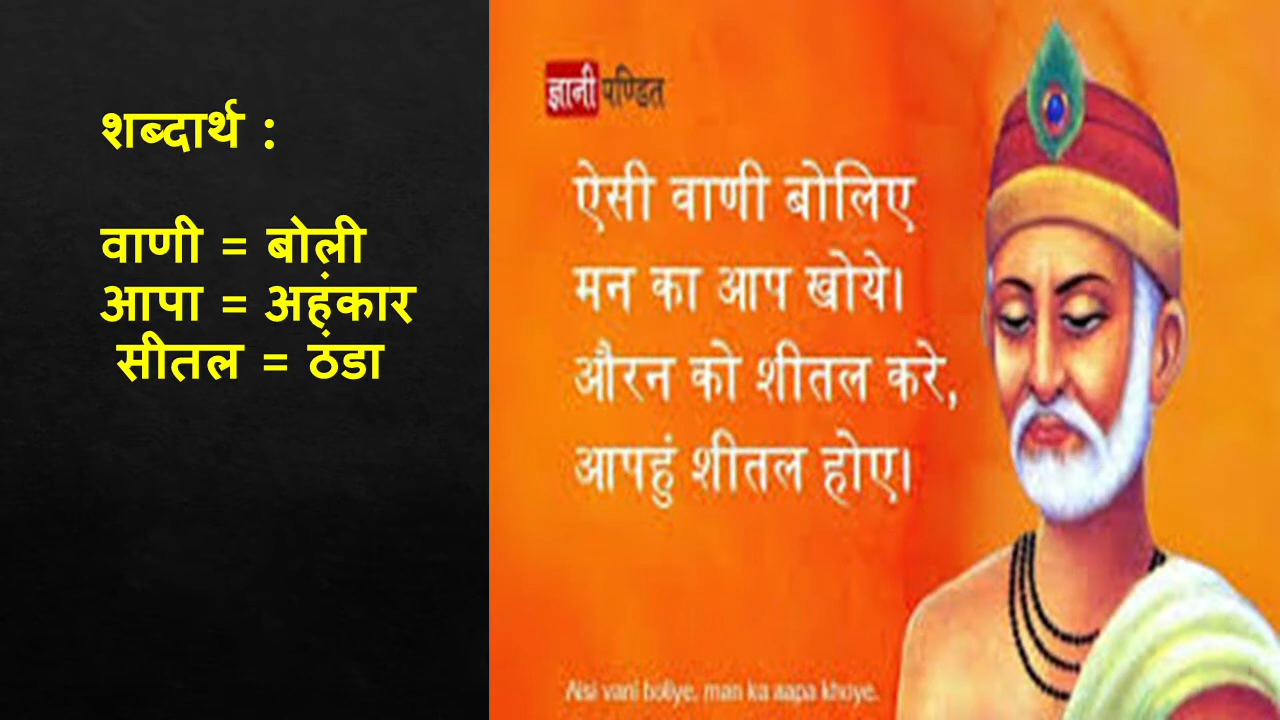 शब्दार्थ :
वाणी = बोली
आपा = अहंकार
सीतल = ठंडा
ज्ञानी पण्डित
ऐसी वाणी बोलिए
मन का आप खोये।
औरन को शीतल करे,
आपहुं शीतल होए।
Aisi vani boliye, man ka aapa khoye.